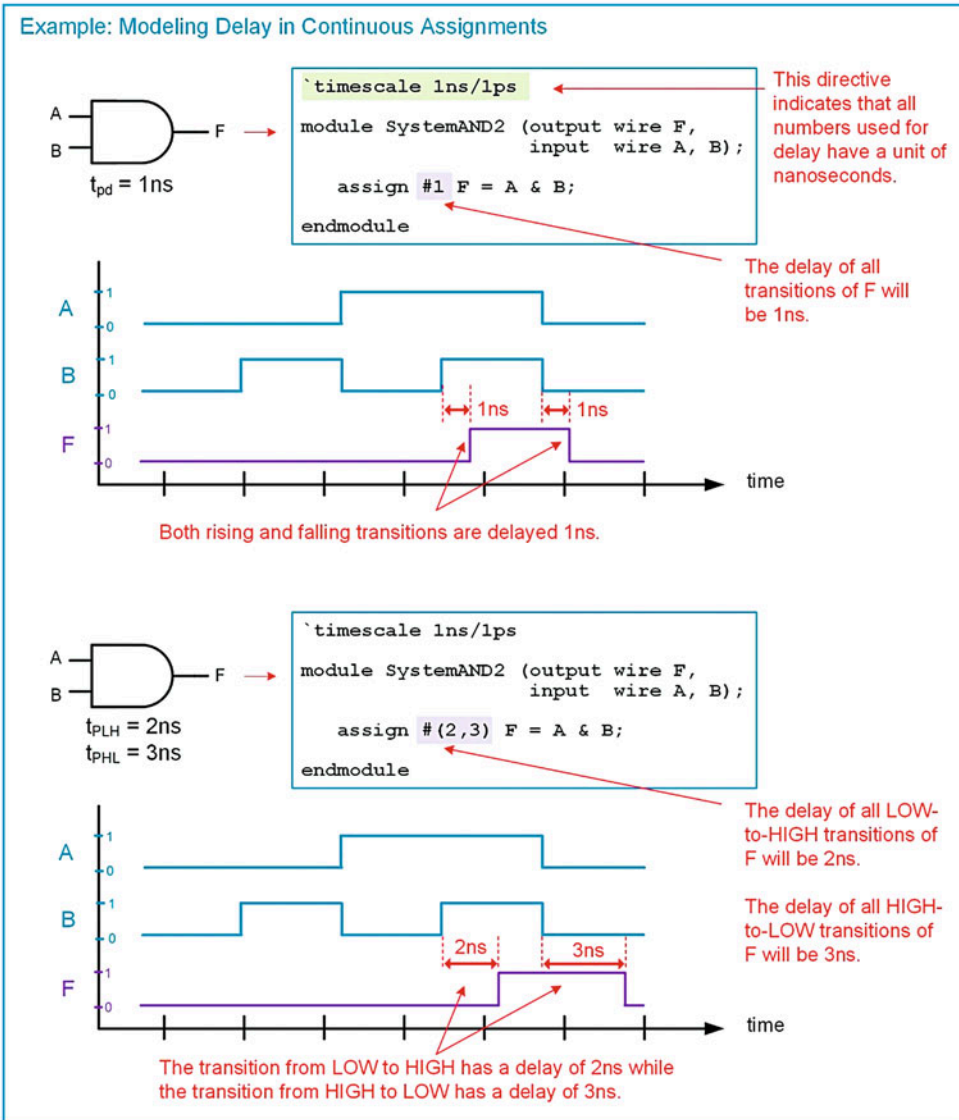 Example: Modeling Delay in Continuous Assignments
A
B
F
tpd = 1ns
`timescale 1ns/1ps
module SystemAND2 (output wire F,
input wire A, B);
assign #1 F = A & B;
endmodule
This directive
indicates that all
numbers used for
delay have a unit of
nanoseconds.
The delay of all
transitions of F will
be 1ns.
A
1
0
B
1
0
1ns
1ns
F
1
0
time
Both rising and falling transitions are delayed 1ns.
A
B
F
tPLH = 2ns
tPHL = 3ns
`timescale 1ns/1ps
module SystemAND2 (output wire F,
input wire A, B);
assign #(2,3) F = A & B;
endmodule
The delay of all LOW-
to-HIGH transitions of
F will be 2ns.
The delay of all HIGH-
to-LOW transitions of
F will be 3ns.
A
1
0
B
1
0
2ns
3ns
F
1
0
time
The transition from LOW to HIGH has a delay of 2ns while
the transition from HIGH to LOW has a delay of 3ns.